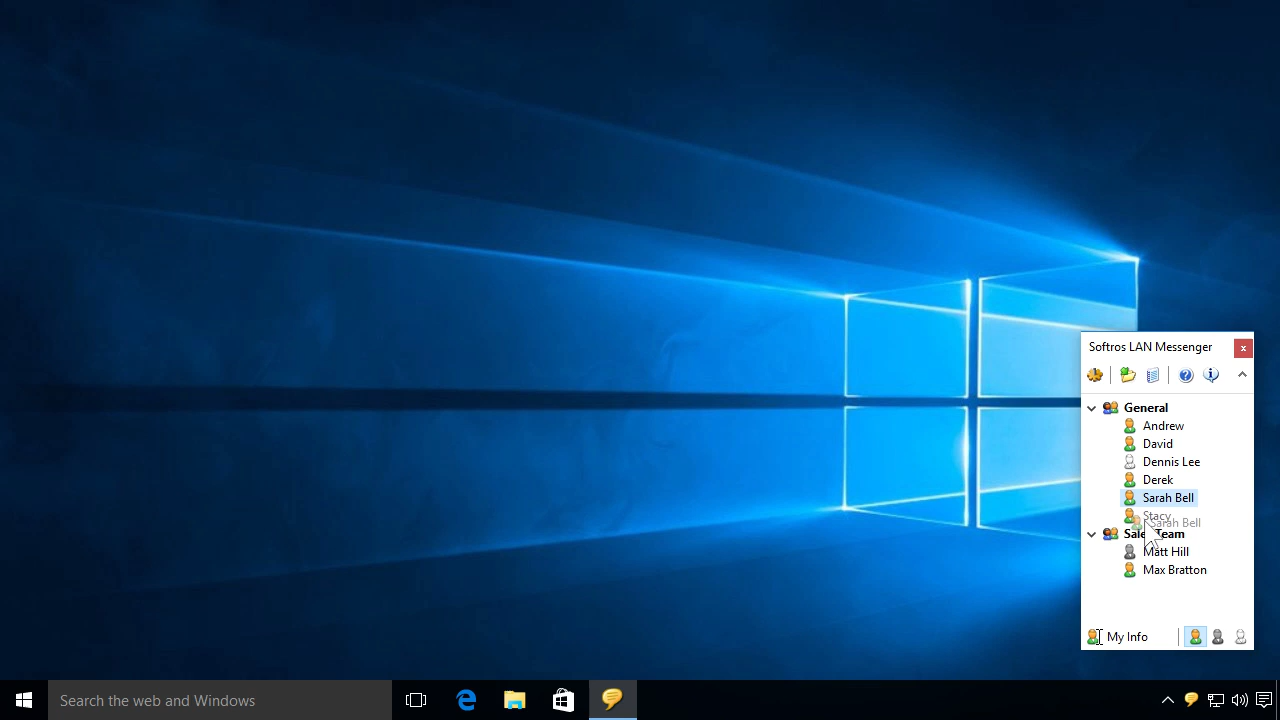 Softros LAN Messenger
General
Andrew
David
Dennis Lee
Derek
Sarah Bell
Stacy
Sarah Bell
Sales Team
Matt Hill
Max Bratton
My Info
Search the web and Windows